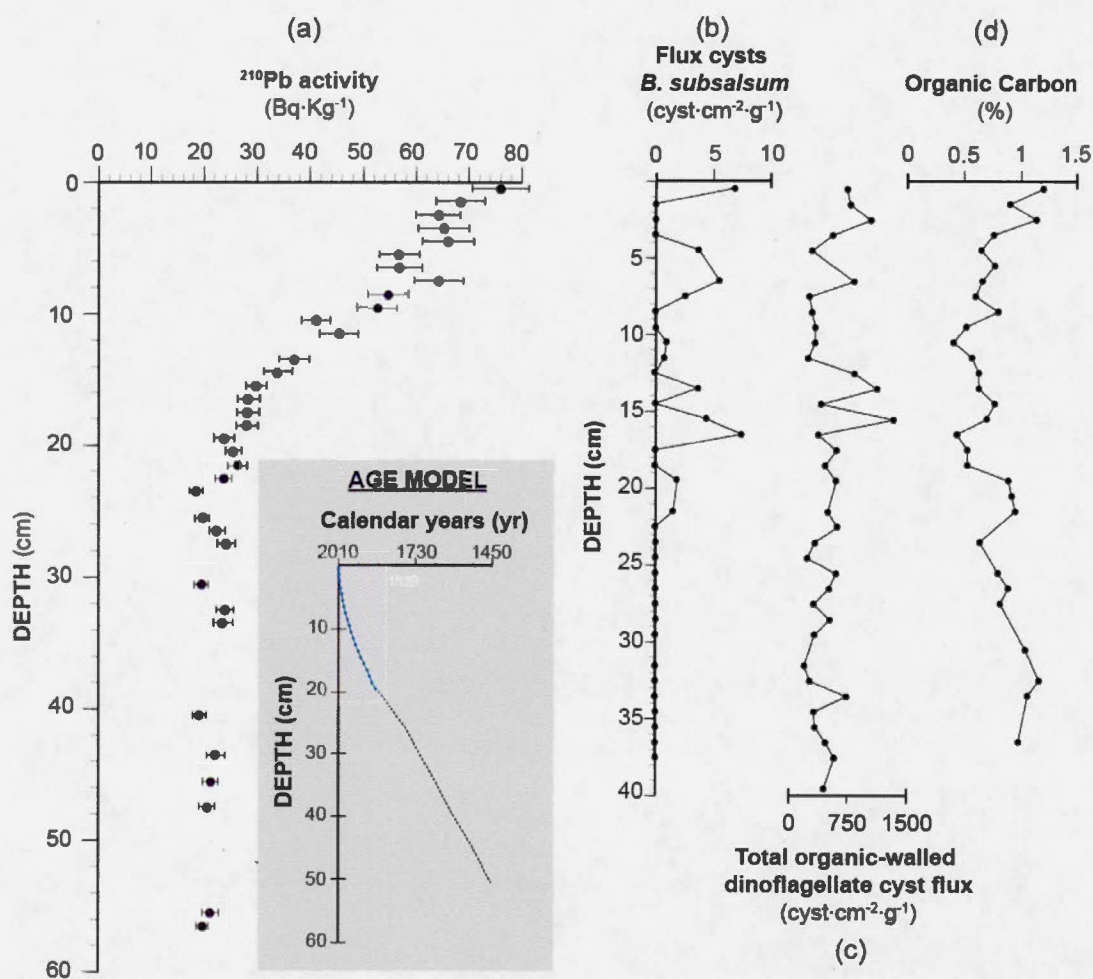 (a)
²¹⁰Pb activity
(Bq·Kg⁻¹)
0 10 20 30 40 50 60 70 80
0
10
20
30
40
50
60
DEPTH (cm)
AGE MODEL
Calendar years (yr)
2010 1730 1450
10
20
30
40
50
60
DEPTH (cm)
(b)
Flux cysts
B. subsalsum
(cyst·cm⁻²·g⁻¹)
0 5 10
5
10
15
20
25
30
35
40
DEPTH (cm)
(d)
Organic Carbon
(%)
0 0.5 1 1.5
0 750 1500
Total organic-walled
dinoflagellate cyst flux
(cyst·cm⁻²·g⁻¹)
(c)